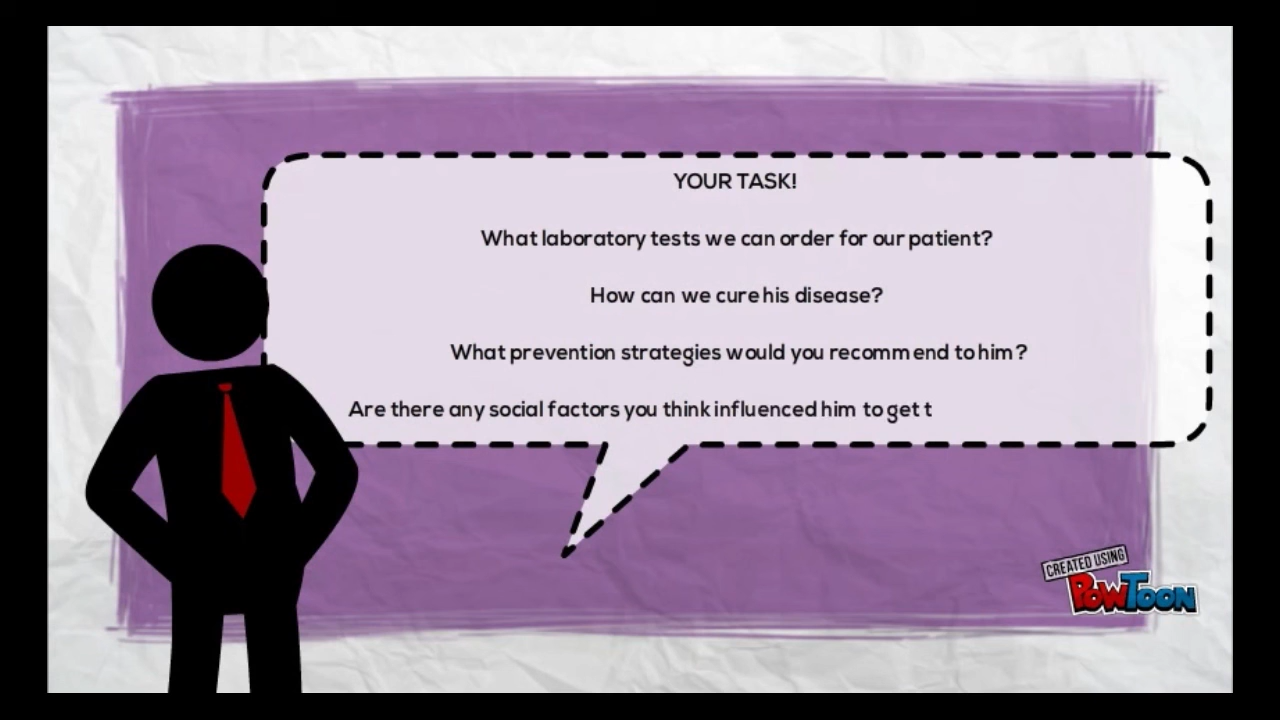 YOUR TASK!
What laboratory tests we can order for our patient?
How can we cure his disease?
What prevention strategies would you recommend to him?
Are there any social factors you think influenced him to get t
CREATED USING
POWTOON